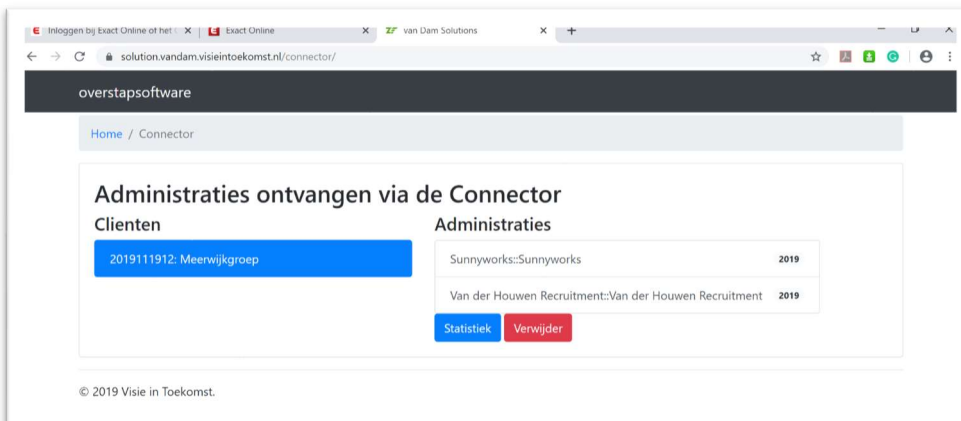 Inloggen bij Exact Online of het
Exact Online
van Dam Solutions
solution.vandam.visieintoekomst.nl/connector/
overstapsoftware
Home / Connector
Administraties ontvangen via de Connector
Clienten
Administraties
2019111912: Meerwijkgroep
Sunnyworks::Sunnyworks 2019
Van der Houwen Recruitment::Van der Houwen Recruitment 2019
Statistiek Verwijder
© 2019 Visie in Toekomst.